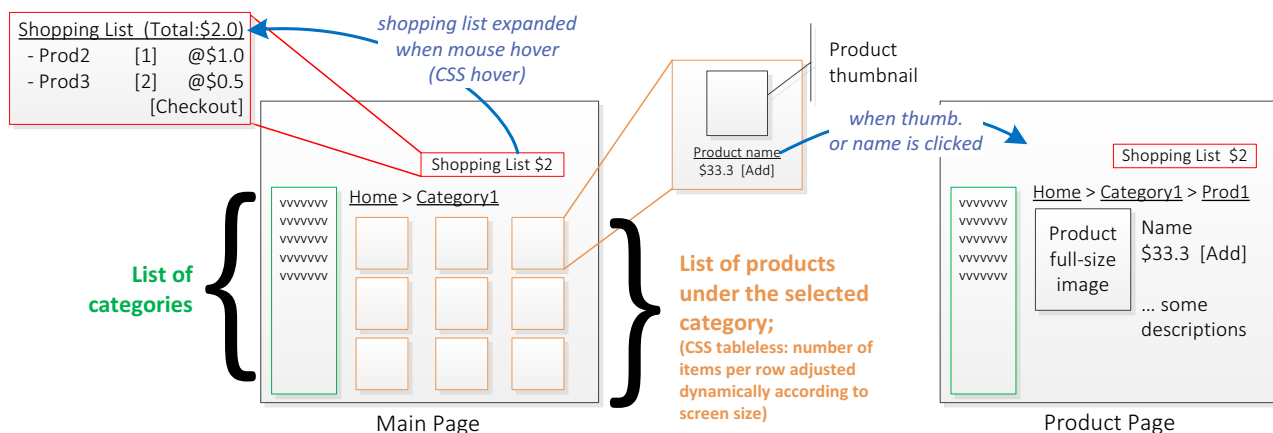 Shopping List  (Total:$2.0)
- Prod2 [1] @$1.0
- Prod3 [2] @$0.5
[Checkout]
shopping list expanded
when mouse hover
(CSS hover)
Shopping List $2
Home > Category1
vvvvvvv
vvvvvvv
vvvvvvv
vvvvvvv
vvvvvvv
List of
categories
Main Page
List of products
under the selected
category;
(CSS tableless: number of
items per row adjusted
dynamically according to
screen size)
Product
thumbnail
Product name
$33.3  [Add]
when thumb.
or name is clicked
Shopping List  $2
Home > Category1 > Prod1
vvvvvvv
vvvvvvv
vvvvvvv
vvvvvvv
vvvvvvv
Product
full-size
image
Name
$33.3  [Add]
... some
descriptions
Product Page